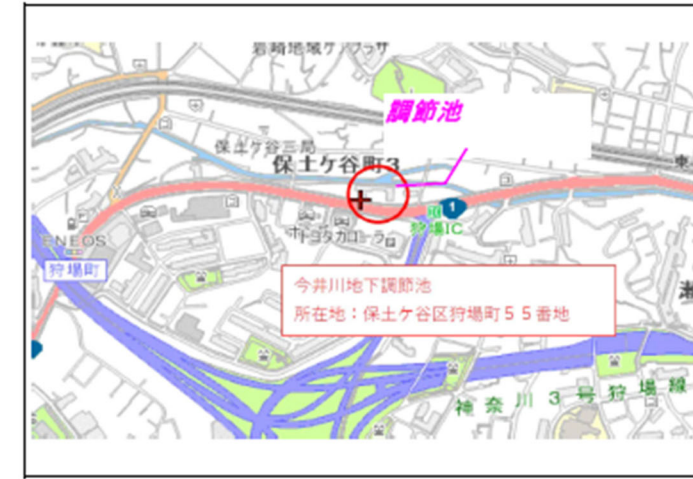 岩崎地域ケアプラザ
調節池
保土ケ谷三局
保土ケ谷町3
1
狩場IC
ENEOS
トヨタカローラ
狩場町
今井川地下調節池
所在地：保土ケ谷区狩場町５５番地
神奈川3号狩場線